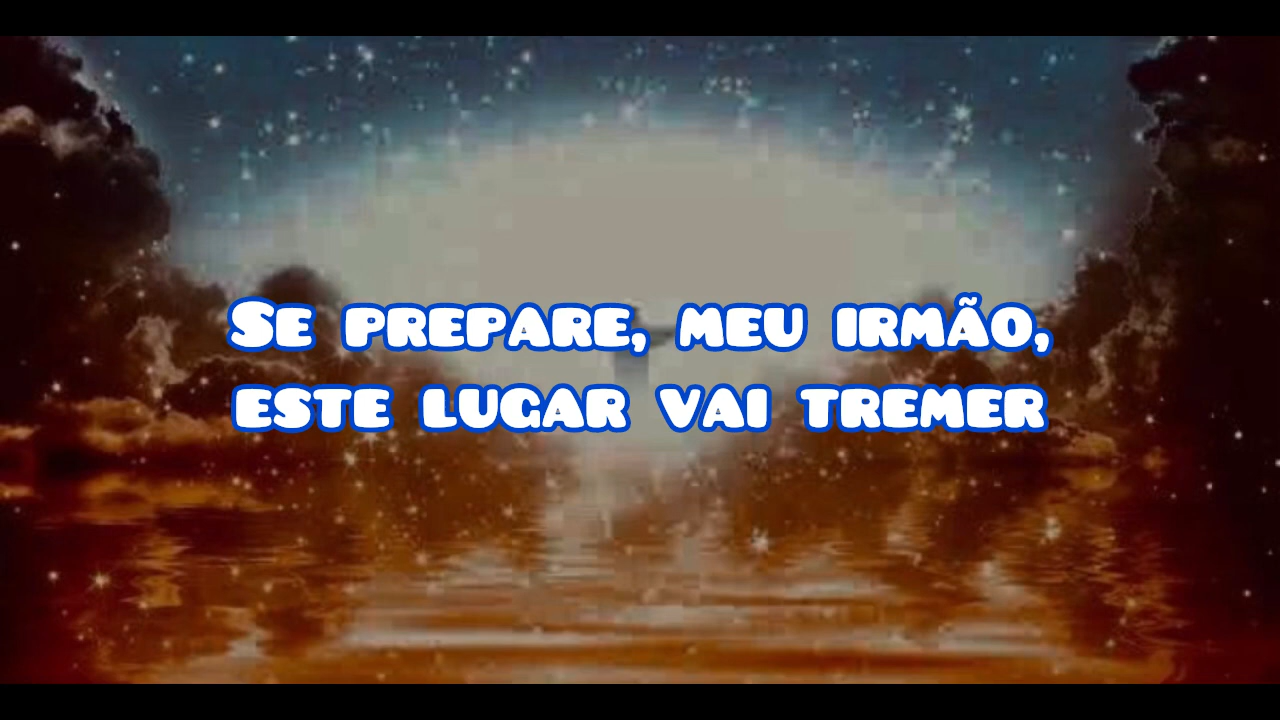 Se prepare, meu irmão,
este lugar vai tremer